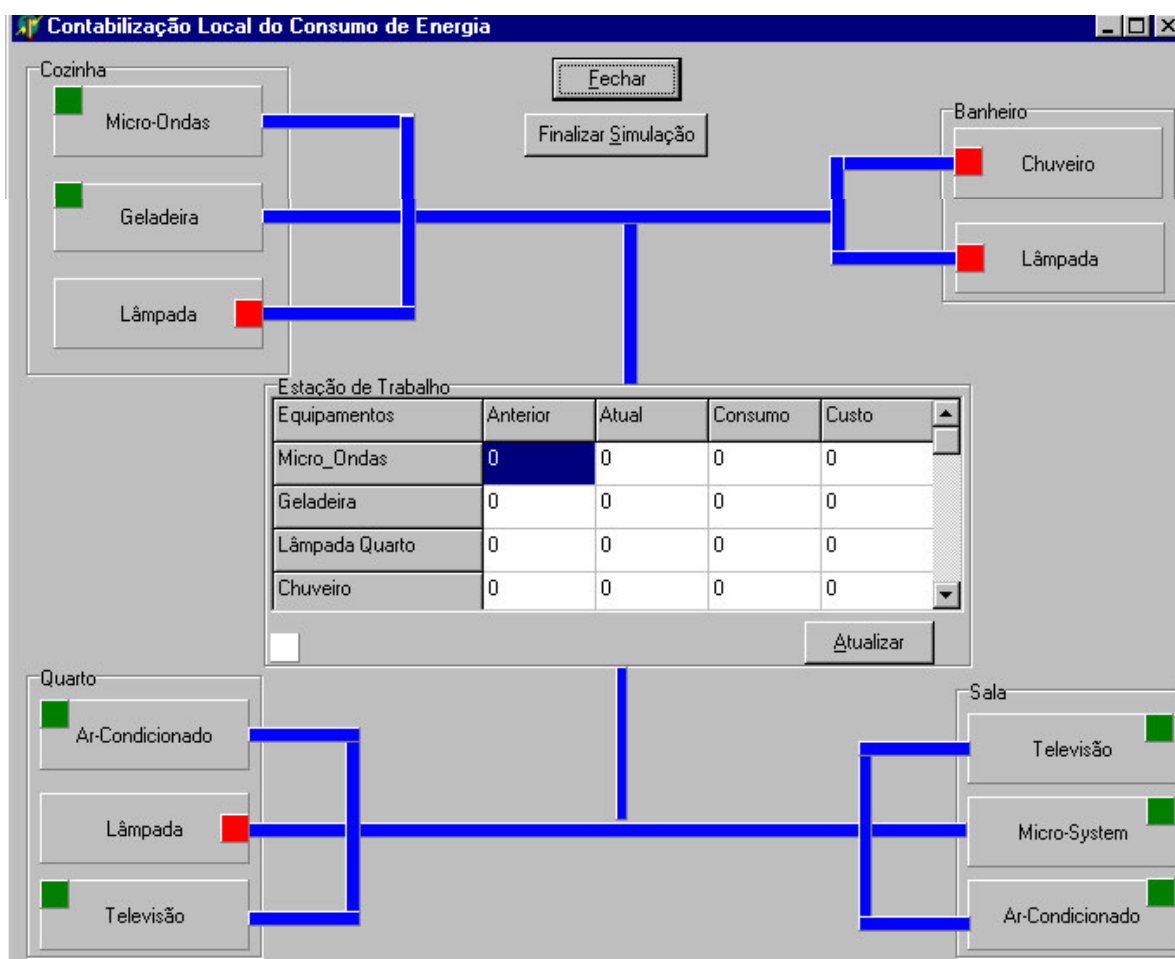 Contabilização Local do Consumo de Energia
Cozinha
Micro-Ondas
Geladeira
Lâmpada
Fechar
Finalizar Simulação
Banheiro
Chuveiro
Lâmpada
Estação de Trabalho
Equipamentos Anterior Atual Consumo Custo
Micro_Ondas 0 0 0 0
Geladeira 0 0 0 0
Lâmpada Quarto 0 0 0 0
Chuveiro 0 0 0 0
Atualizar
Quarto
Ar-Condicionado
Lâmpada
Televisão
Sala
Televisão
Micro-System
Ar-Condicionado